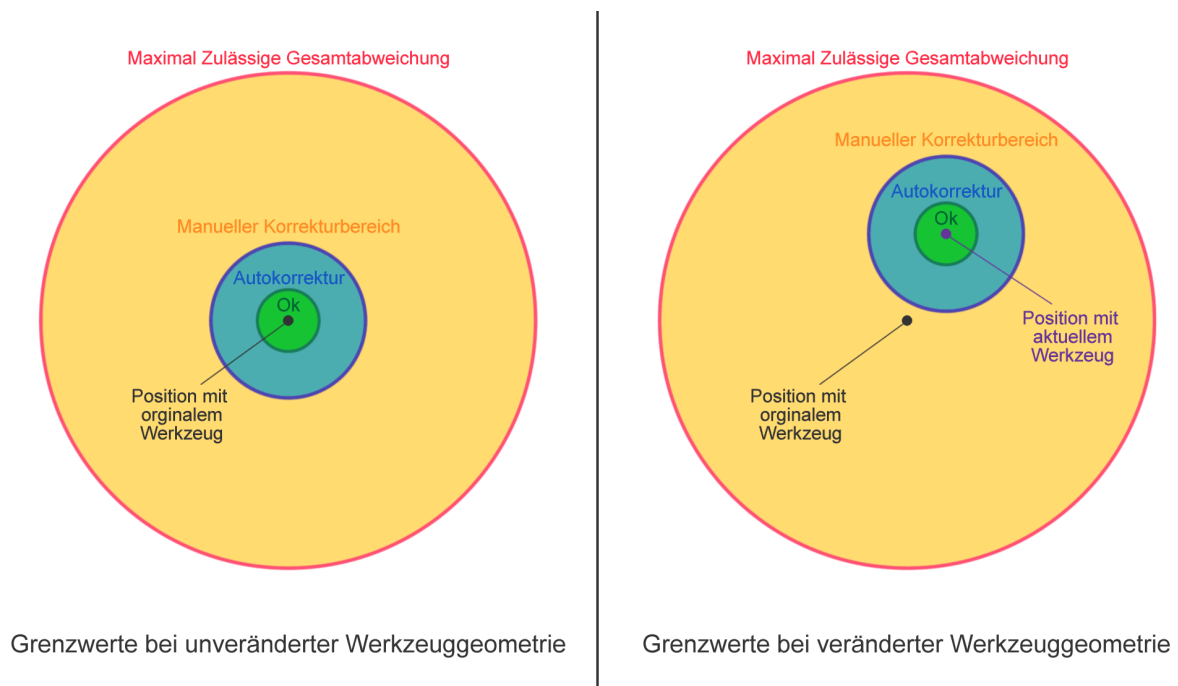 Maximal Zulässige Gesamtabweichung
Manueller Korrekturbereich
Autokorrektur
Ok
Position mit
orginalem
Werkzeug
Grenzwerte bei unveränderter Werkzeuggeometrie
Maximal Zulässige Gesamtabweichung
Manueller Korrekturbereich
Autokorrektur
Ok
Position mit
aktuellem
Werkzeug
Position mit
orginalem
Werkzeug
Grenzwerte bei veränderter Werkzeuggeometrie